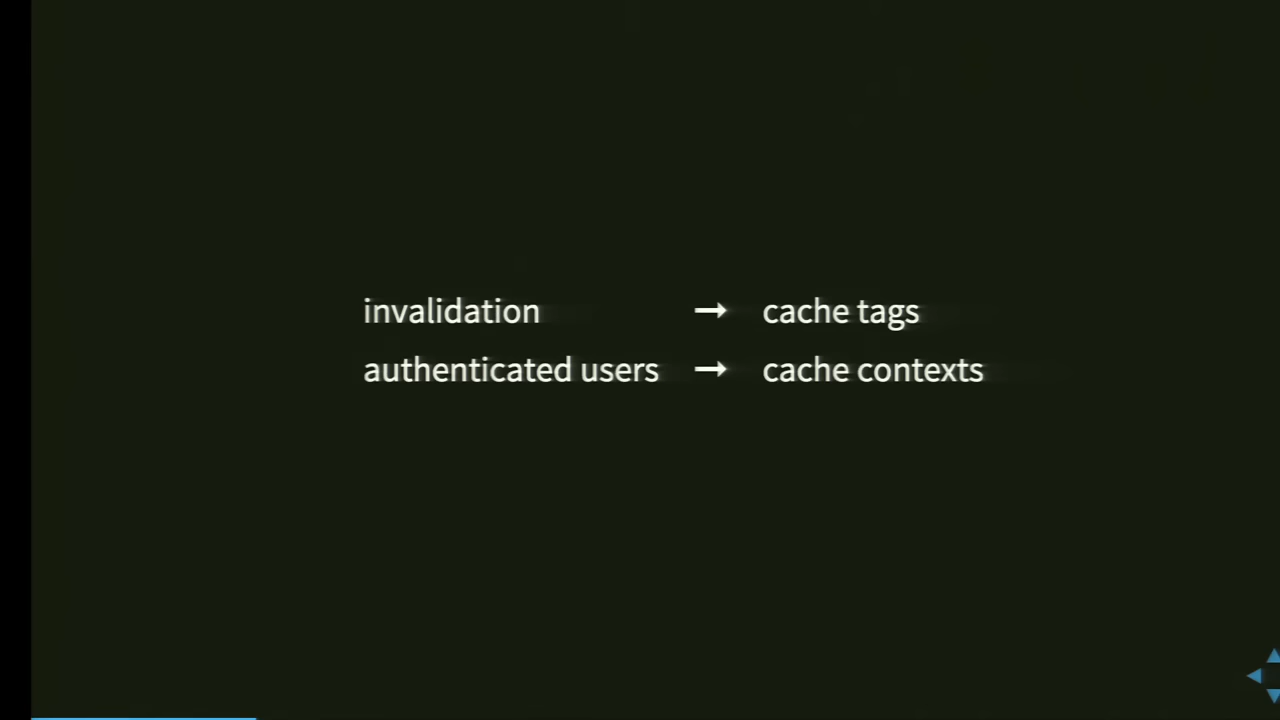 invalidation → cache tags
authenticated users → cache contexts